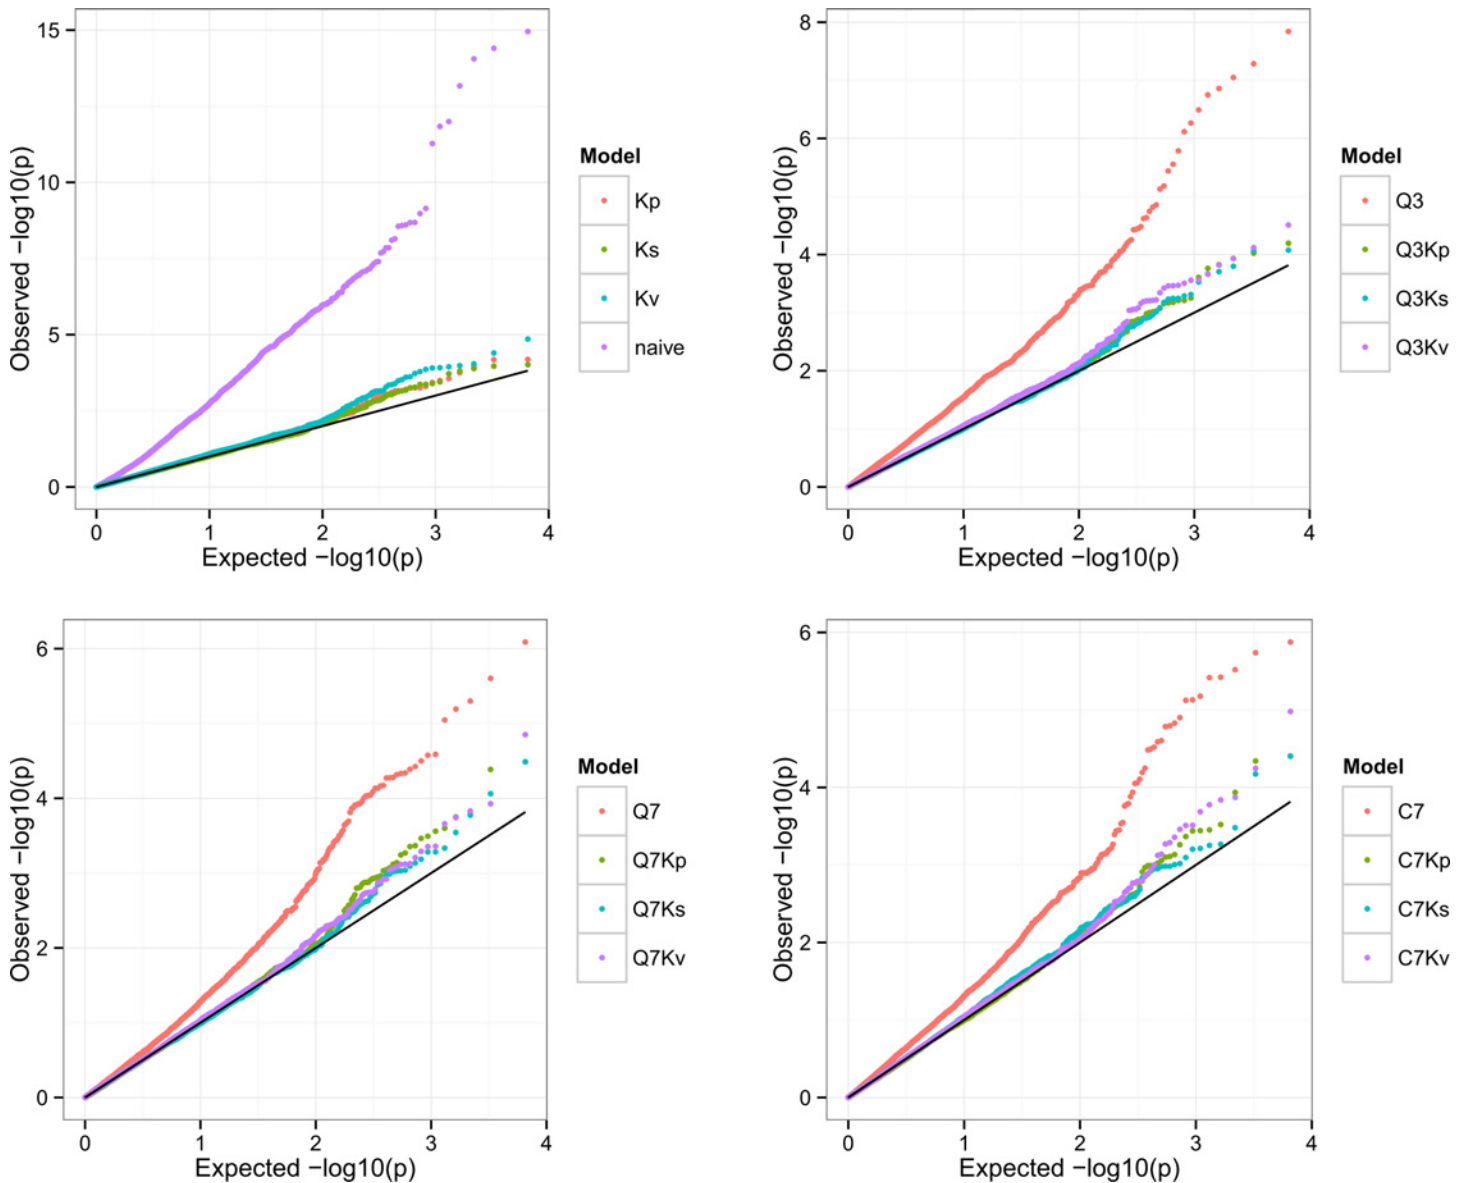 15
10
5
0
0 1 2 3 4
Observed −log10(p)
Expected −log10(p)
Model
Kp
Ks
Kv
naive
8
6
4
2
0
0 1 2 3 4
Observed −log10(p)
Expected −log10(p)
Model
Q3
Q3Kp
Q3Ks
Q3Kv
6
4
2
0
0 1 2 3 4
Observed −log10(p)
Expected −log10(p)
Model
Q7
Q7Kp
Q7Ks
Q7Kv
6
4
2
0
0 1 2 3 4
Observed −log10(p)
Expected −log10(p)
Model
C7
C7Kp
C7Ks
C7Kv